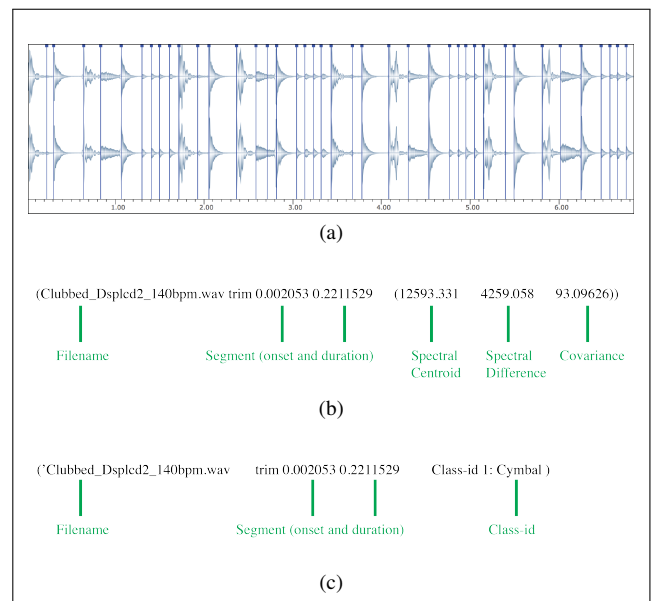 1.00 2.00 3.00 4.00 5.00 6.00
(a)
(Clubbed_Dsplcd2_140bpm.wav trim 0.002053 0.2211529 (12593.331 4259.058 93.09626))
Filename Segment (onset and duration) Spectral Spectral Covariance
Centroid Difference
(b)
('Clubbed_Dsplcd2_140bpm.wav trim 0.002053 0.2211529 Class-id 1: Cymbal )
Filename Segment (onset and duration) Class-id
(c)